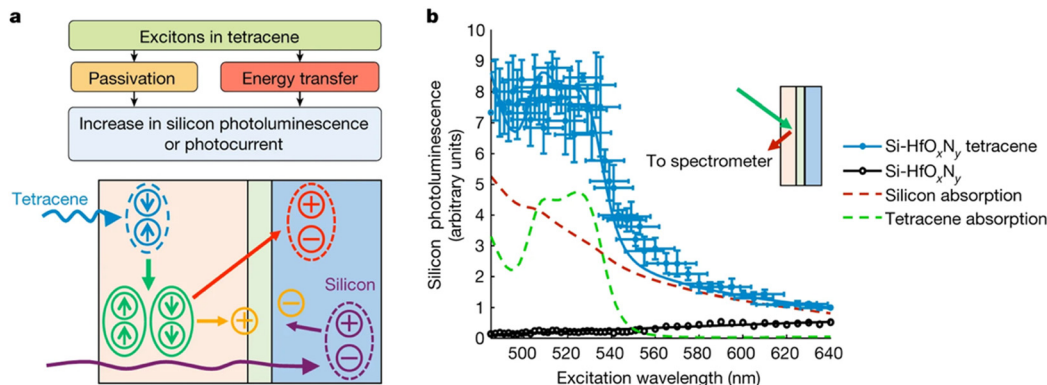 a
Excitons in tetracene
Passivation
Energy transfer
Increase in silicon photoluminescence
or photocurrent
Tetracene
Silicon
b
Silicon photoluminescence
(arbitrary units)
10
9
8
7
6
5
4
3
2
1
0
500 520 540 560 580 600 620 640
Excitation wavelength (nm)
To spectrometer
Si-HfOₓNᵧ tetracene
Si-HfOₓNᵧ
Silicon absorption
Tetracene absorption